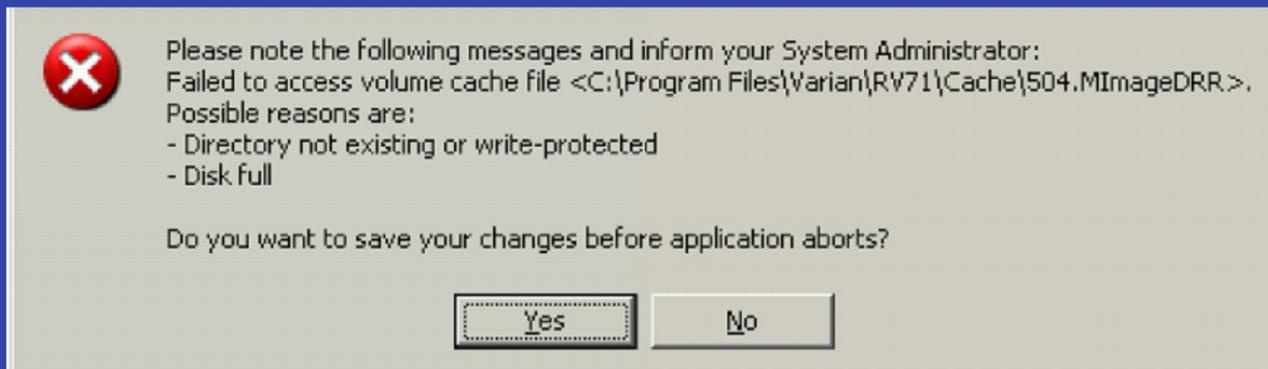 Please note the following messages and inform your System Administrator:
Failed to access volume cache file <C:\Program Files\Varian\RV71\Cache\504.MImageDRR>.
Possible reasons are:
- Directory not existing or write-protected
- Disk full
Do you want to save your changes before application aborts?
Yes
No